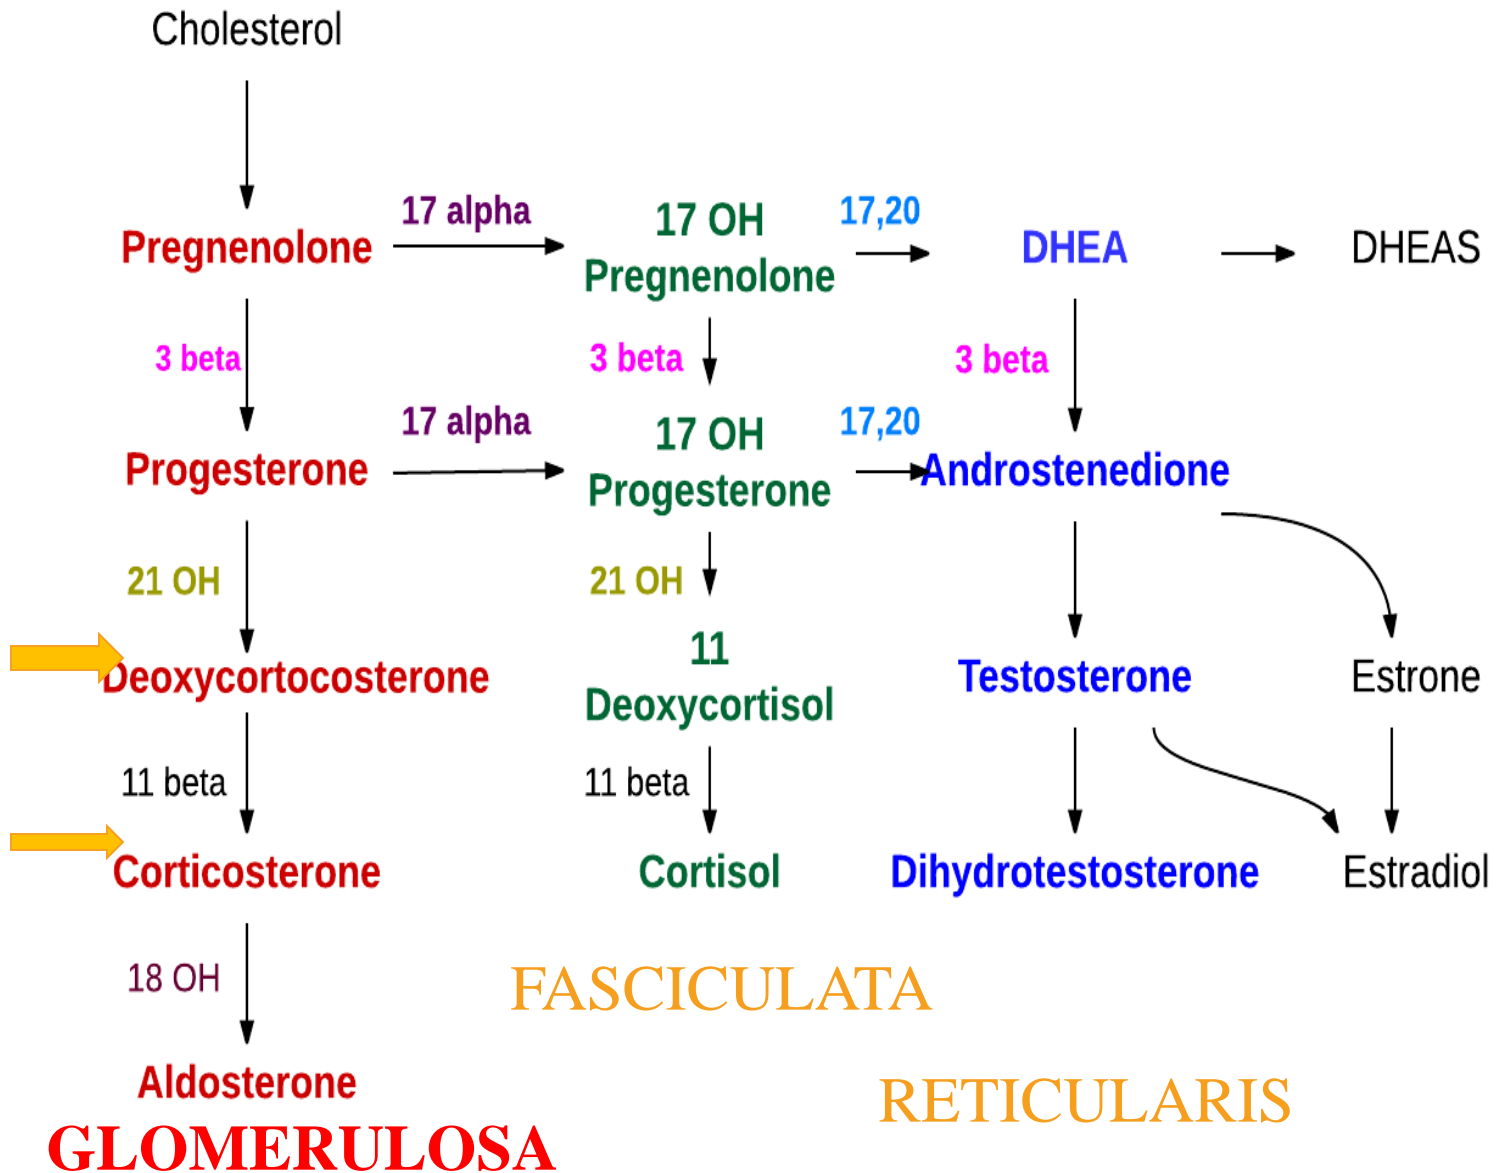 Cholesterol
17 alpha
17 OH
17,20
Pregnenolone
Pregnenolone
DHEA
DHEAS
3 beta
3 beta
3 beta
17 alpha
17 OH
17,20
Progesterone
Progesterone
Androstenedione
21 OH
21 OH
11
Deoxycortocosterone
Deoxycortisol
Testosterone
Estrone
11 beta
11 beta
Corticosterone
Cortisol
Dihydrotestosterone
Estradiol
18 OH
FASCICULATA
Aldosterone
RETICULARIS
GLOMERULOSA